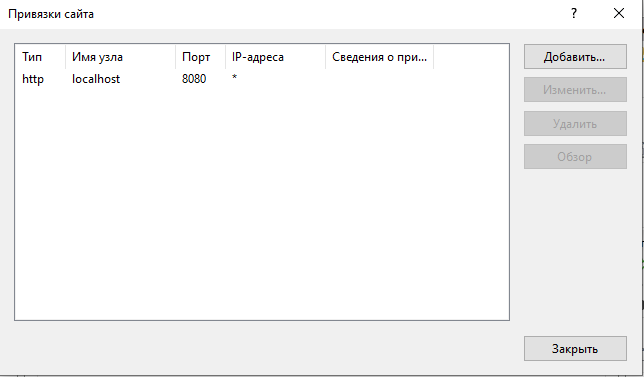 Привязки сайта ?
Тип Имя узла Порт IP-адреса Сведения о при...
http localhost 8080 *
Добавить...
Изменить...
Удалить
Обзор
Закрыть